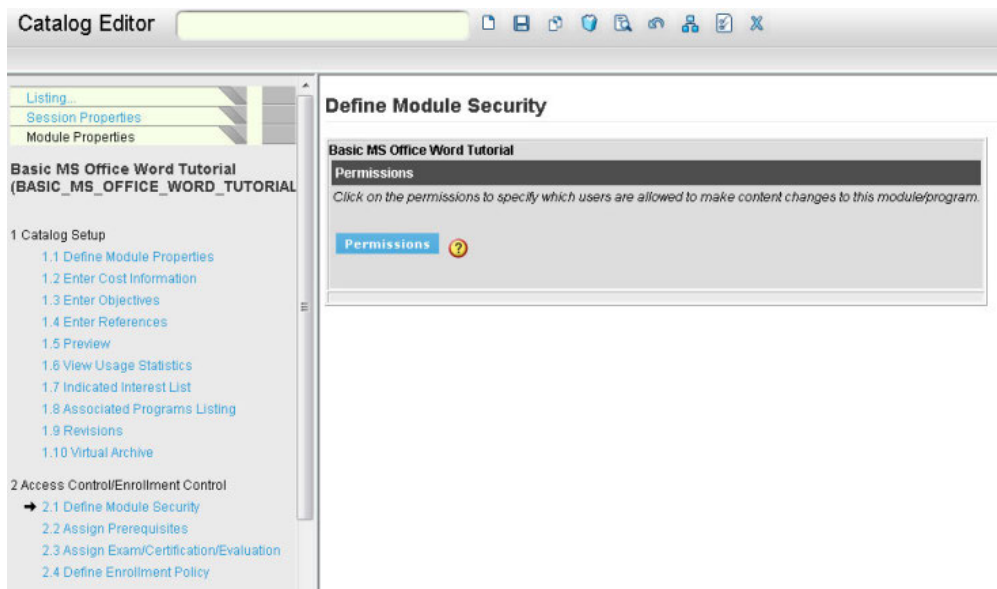 Catalog Editor
Listing...
Session Properties
Module Properties
Basic MS Office Word Tutorial
(BASIC_MS_OFFICE_WORD_TUTORIAL
1 Catalog Setup
1.1 Define Module Properties
1.2 Enter Cost Information
1.3 Enter Objectives
1.4 Enter References
1.5 Preview
1.6 View Usage Statistics
1.7 Indicated Interest List
1.8 Associated Programs Listing
1.9 Revisions
1.10 Virtual Archive
2 Access Control/Enrollment Control
2.1 Define Module Security
2.2 Assign Prerequisites
2.3 Assign Exam/Certification/Evaluation
2.4 Define Enrollment Policy
Define Module Security
Basic MS Office Word Tutorial
Permissions
Click on the permissions to specify which users are allowed to make content changes to this module/program.
Permissions ?